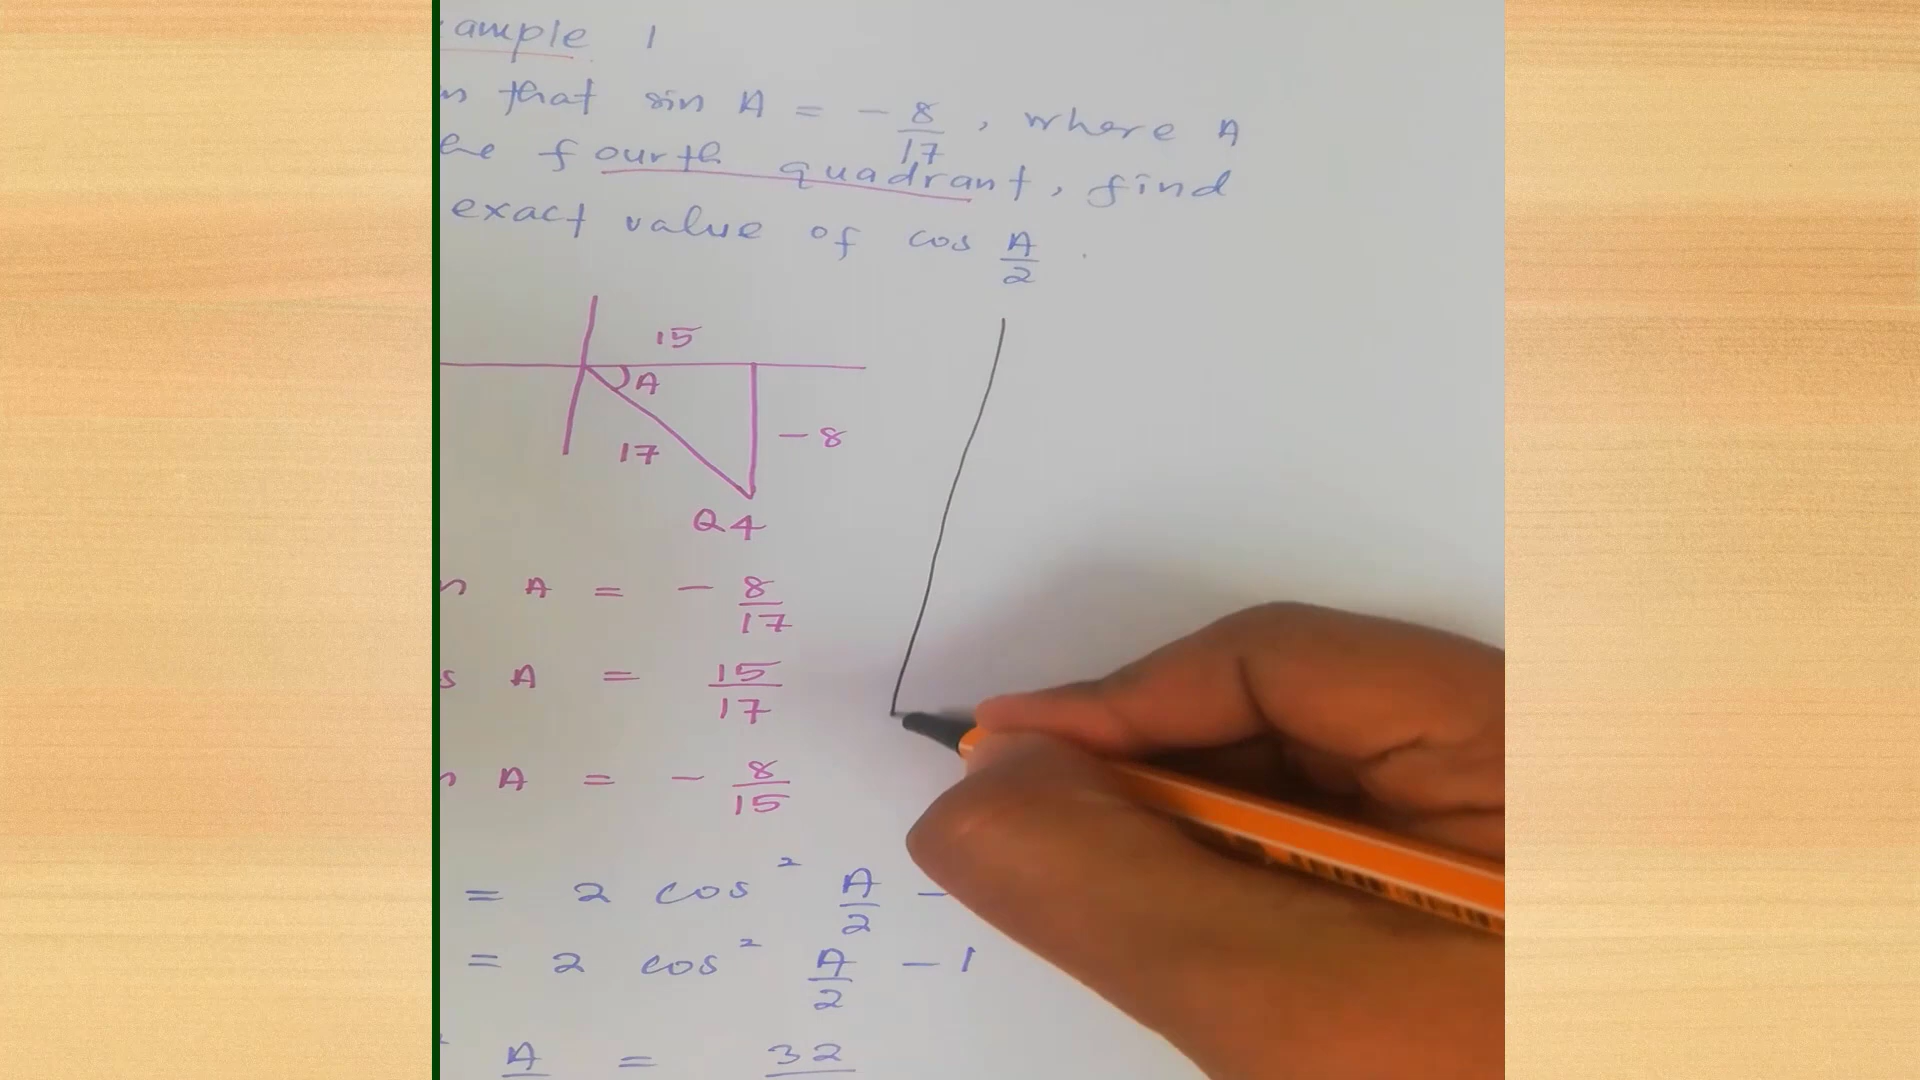 ample 1
n that sin A = - 8/17, where A
he fourth quadrant, find
exact value of cos A/2.
15
A
17
- 8
Q4
n A = - 8/17
s A = 15/17
n A = - 8/15
= 2 cos² A/2 -
= 2 cos² A/2 - 1
A = 32